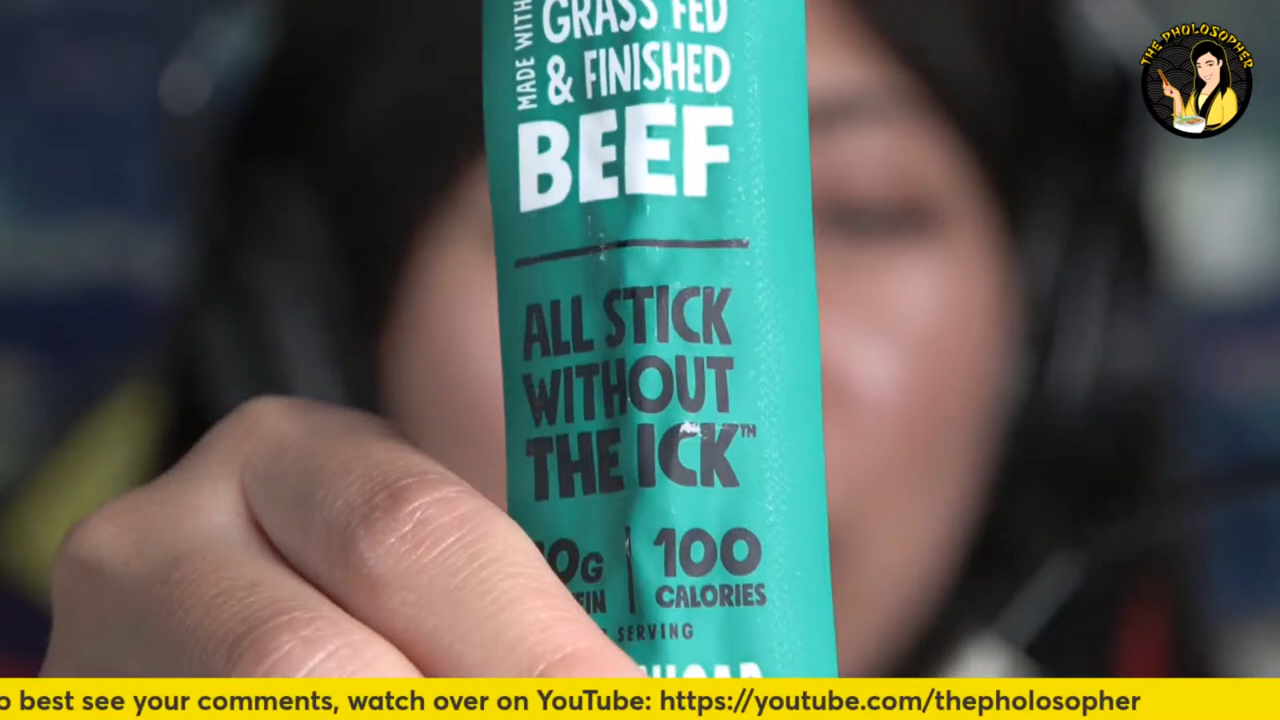 THE PHOLOSOPHER
MADE WITH
GRASS FED
& FINISHED
BEEF
ALL STICK
WITHOUT
THE ICK™
100
CALORIES
SERVING
best see your comments, watch over on YouTube: https://youtube.com/thepholosopher